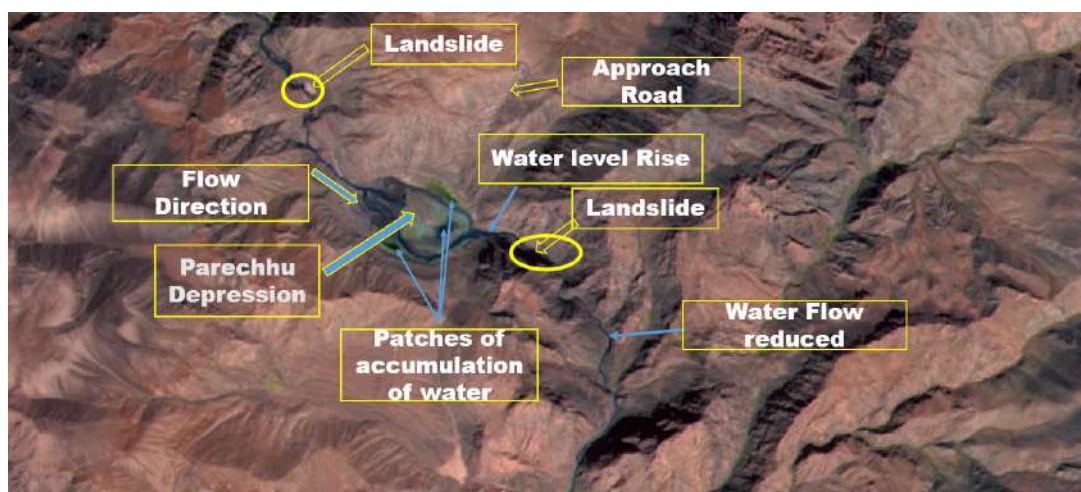 Landslide
Approach
Road
Water level Rise
Flow
Direction
Landslide
Parechhu
Depression
Water Flow
reduced
Patches of
accumulation
of water